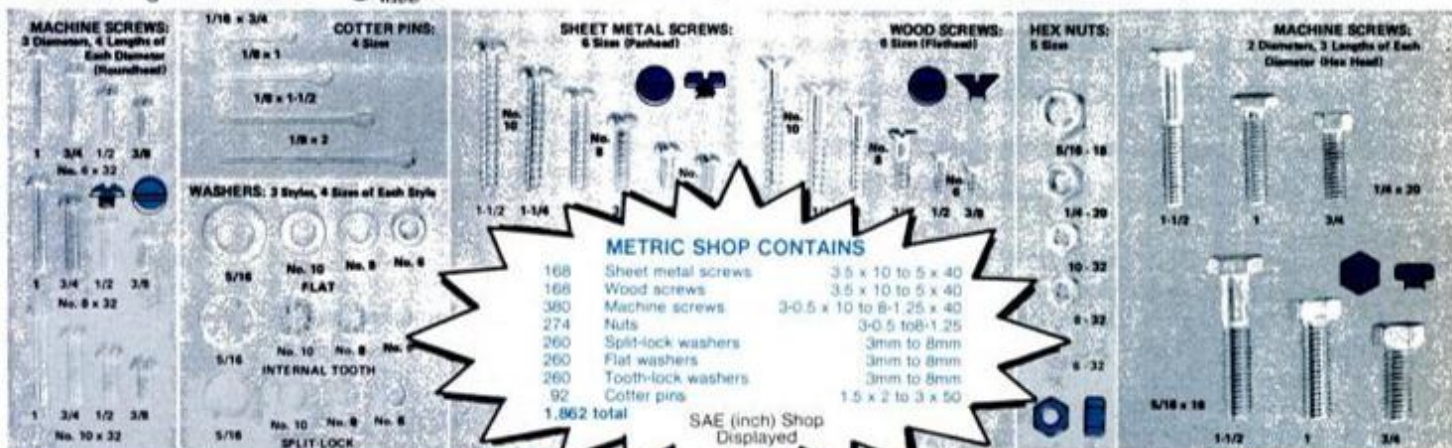 MACHINE SCREWS:
3 Diameters, 4 Lengths of
Each Diameter
(Roundhead)
1 3/4 1/2 3/8
No. 6 x 32
1 3/4 1/2 3/8
No. 8 x 32
1 3/4 1/2 3/8
No. 10 x 32
COTTER PINS:
4 Sizes
1/16 x 3/4
1/8 x 1
1/8 x 1-1/2
1/8 x 2
WASHERS: 3 Styles, 4 Sizes of Each Style
5/16 No. 10 No. 8 No. 6
FLAT
5/16 No. 10 No. 8
INTERNAL TOOTH
5/16 No. 10 No. 8 No. 6
SPLIT LOCK
SHEET METAL SCREWS:
6 Sizes (Panhead)
No. 10
No. 8
No.
1-1/2 1-1/4
WOOD SCREWS:
6 Sizes (Flathead)
No. 10
No. 8
No. 6
1/2 3/8
HEX NUTS:
5 Sizes
5/16 - 18
1/4 - 20
10 - 32
8 - 32
6 - 32
MACHINE SCREWS:
2 Diameters, 3 Lengths of Each
Diameter (Hex Head)
1/4 x 20
1-1/2 1 3/4
5/16 x 18
1-1/2 1 3/4
METRIC SHOP CONTAINS
168 Sheet metal screws 3.5 x 10 to 5 x 40
168 Wood screws 3.5 x 10 to 5 x 40
380 Machine screws 3-0.5 x 10 to 8-1.25 x 40
274 Nuts 3-0.5 to8-1.25
260 Split-lock washers 3mm to 8mm
260 Flat washers 3mm to 8mm
260 Tooth-lock washers 3mm to 8mm
92 Cotter pins 1.5 x 2 to 3 x 50
1,862 total
SAE (inch) Shop
Displayed